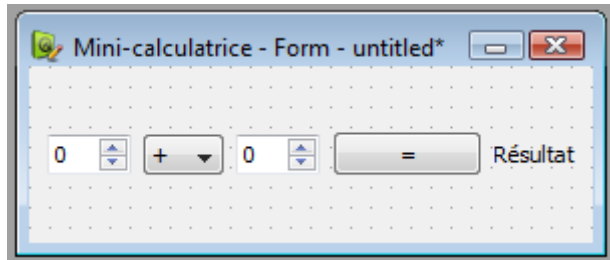 Mini-calculatrice - Form - untitled*
0 + 0 = Résultat